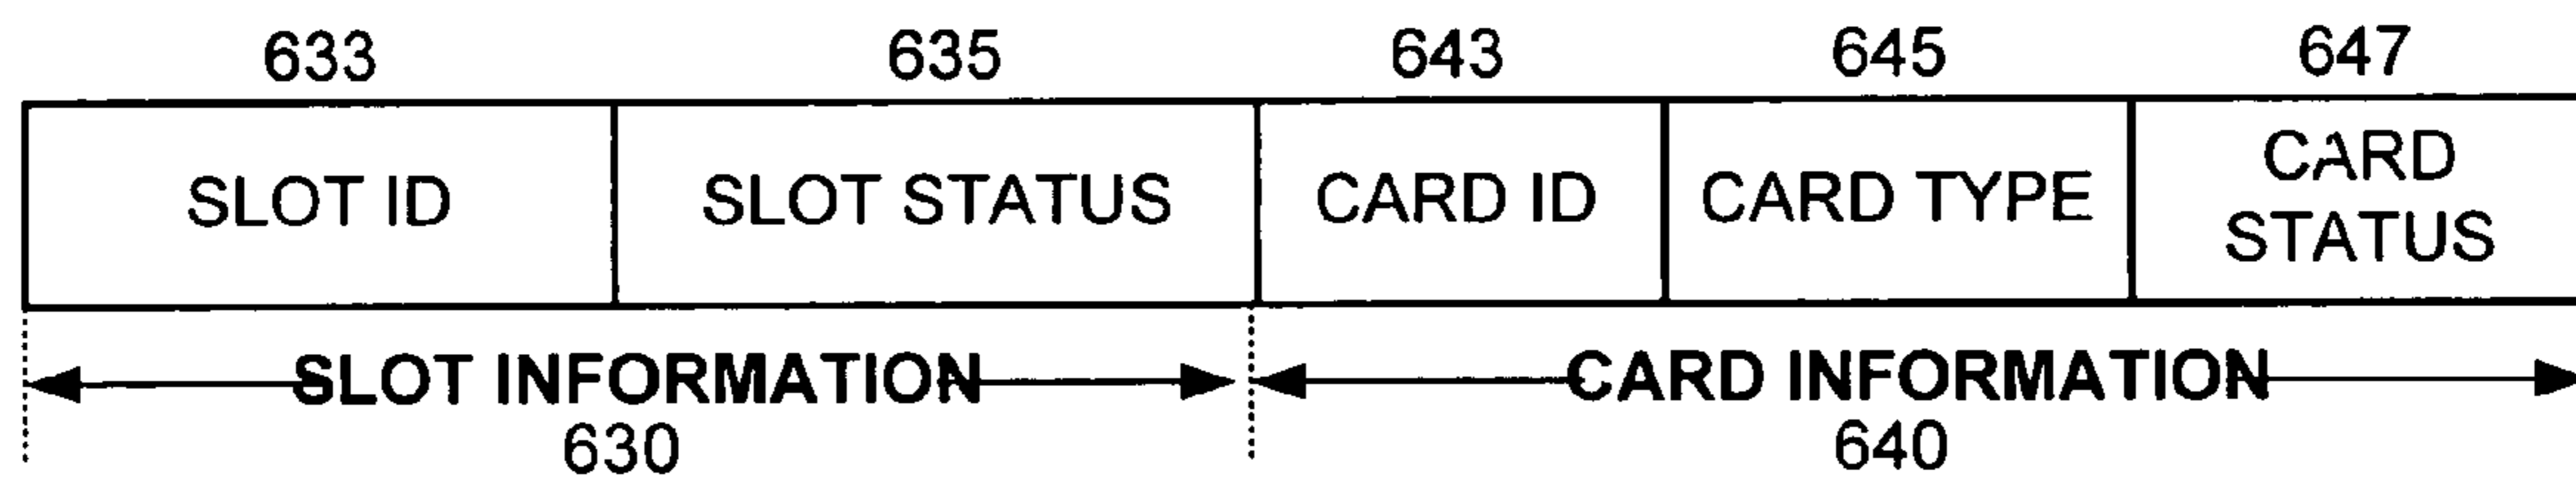 633 635 643 645 647
SLOT ID SLOT STATUS CARD ID CARD TYPE CARD STATUS
SLOT INFORMATION CARD INFORMATION
630 640